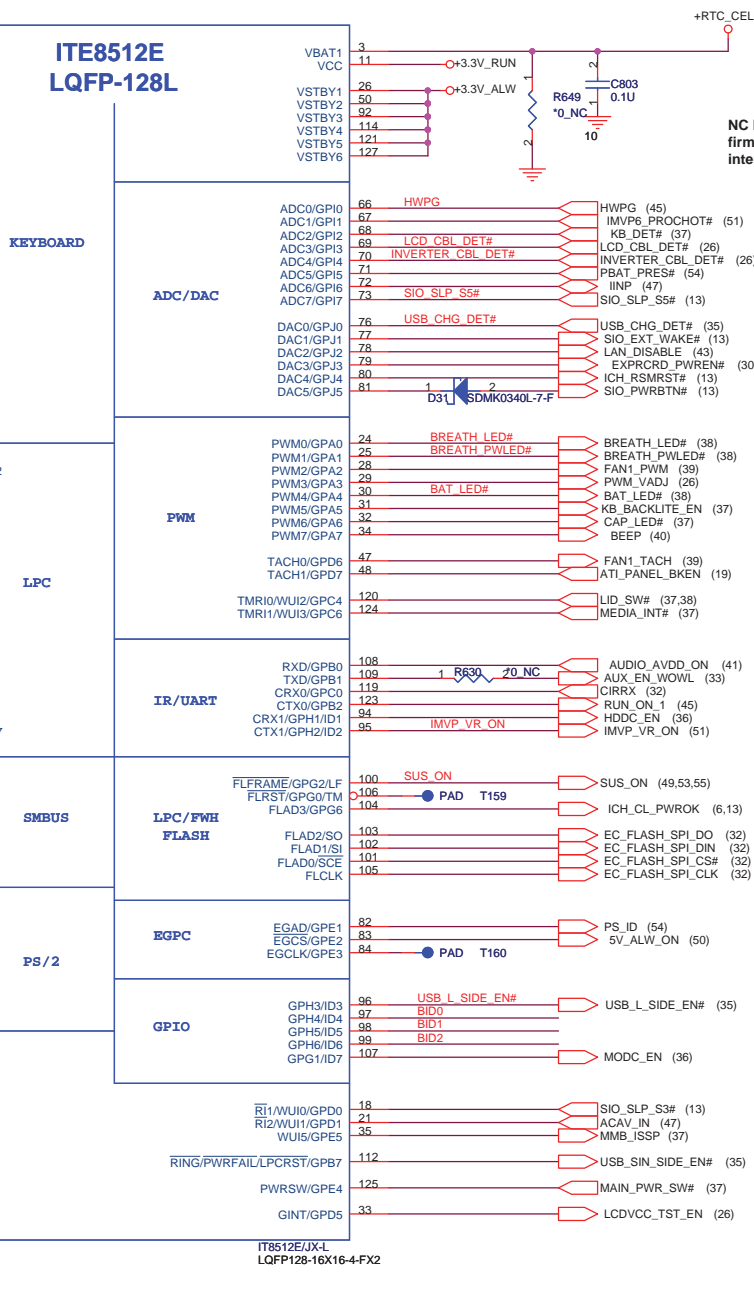 +RTC_CEL
ITE8512E
LQFP-128L
VBAT1 3
VCC 11 +3.3V_RUN
VSTBY1 26 +3.3V_ALW
VSTBY2 50
VSTBY3 92
VSTBY4 114
VSTBY5 121
VSTBY6 127
1
2
R649
*0_NC
2
1
C803
0.1U
10
NC
firm
inte
KEYBOARD
ADC/DAC
ADC0/GPI0 66 HWPG HWPG (45)
ADC1/GPI1 67 IMVP6_PROCHOT# (51)
ADC2/GPI2 68 KB_DET# (37)
ADC3/GPI3 69 LCD_CBL_DET# LCD_CBL_DET# (26)
ADC4/GPI4 70 INVERTER_CBL_DET# INVERTER_CBL_DET# (26)
ADC5/GPI5 71 PBAT_PRES# (54)
ADC6/GPI6 72 IINP (47)
ADC7/GPI7 73 SIO_SLP_S5# SIO_SLP_S5# (13)
DAC0/GPJ0 76 USB_CHG_DET# USB_CHG_DET# (35)
DAC1/GPJ1 77 SIO_EXT_WAKE# (13)
DAC2/GPJ2 78 LAN_DISABLE (43)
DAC3/GPJ3 79 EXPRCRD_PWREN# (30
DAC4/GPJ4 80 ICH_RSMRST# (13)
DAC5/GPJ5 81 1 2 SIO_PWRBTN# (13)
D31 SDMK0340L-7-F
LPC
PWM
PWM0/GPA0 24 BREATH_LED# BREATH_LED# (38)
PWM1/GPA1 25 BREATH_PWLED# BREATH_PWLED# (38)
PWM2/GPA2 28 FAN1_PWM (39)
PWM3/GPA3 29 PWM_VADJ (26)
PWM4/GPA4 30 BAT_LED# BAT_LED# (38)
PWM5/GPA5 31 KB_BACKLITE_EN (37)
PWM6/GPA6 32 CAP_LED# (37)
PWM7/GPA7 34 BEEP (40)
TACH0/GPD6 47 FAN1_TACH (39)
TACH1/GPD7 48 ATI_PANEL_BKEN (19)
TMRI0/WUI2/GPC4 120 LID_SW# (37,38)
TMRI1/WUI3/GPC6 124 MEDIA_INT# (37)
IR/UART
RXD/GPB0 108 AUDIO_AVDD_ON (41)
TXD/GPB1 109 1 R630 2 *0_NC AUX_EN_WOWL (33)
CRX0/GPC0 119 CIRRX (32)
CTX0/GPB2 123 RUN_ON_1 (45)
CRX1/GPH1/ID1 94 HDDC_EN (36)
CTX1/GPH2/ID2 95 IMVP_VR_ON IMVP_VR_ON (51)
SMBUS
LPC/FWH
FLASH
FLFRAME/GPG2/LF 100 SUS_ON SUS_ON (49,53,55)
FLRST/GPG0/TM 106 PAD T159
FLAD3/GPG6 104 ICH_CL_PWROK (6,13)
FLAD2/SO 103 EC_FLASH_SPI_DO (32)
FLAD1/SI 102 EC_FLASH_SPI_DIN (32)
FLAD0/SCE 101 EC_FLASH_SPI_CS# (32)
FLCLK 105 EC_FLASH_SPI_CLK (32)
PS/2
EGPC
EGAD/GPE1 82 PS_ID (54)
EGCS/GPE2 83 5V_ALW_ON (50)
EGCLK/GPE3 84 PAD T160
GPIO
GPH3/ID3 96 USB_L_SIDE_EN# USB_L_SIDE_EN# (35)
GPH4/ID4 97 BID0
GPH5/ID5 98 BID1
GPH6/ID6 99 BID2
GPG1/ID7 107 MODC_EN (36)
RI1/WUI0/GPD0 18 SIO_SLP_S3# (13)
RI2/WUI1/GPD1 21 ACAV_IN (47)
WUI5/GPE5 35 MMB_ISSP (37)
RING/PWRFAIL/LPCRST/GPB7 112 USB_SIN_SIDE_EN# (35)
PWRSW/GPE4 125 MAIN_PWR_SW# (37)
GINT/GPD5 33 LCDVCC_TST_EN (26)
IT8512E/JX-L
LQFP128-16X16-4-FX2